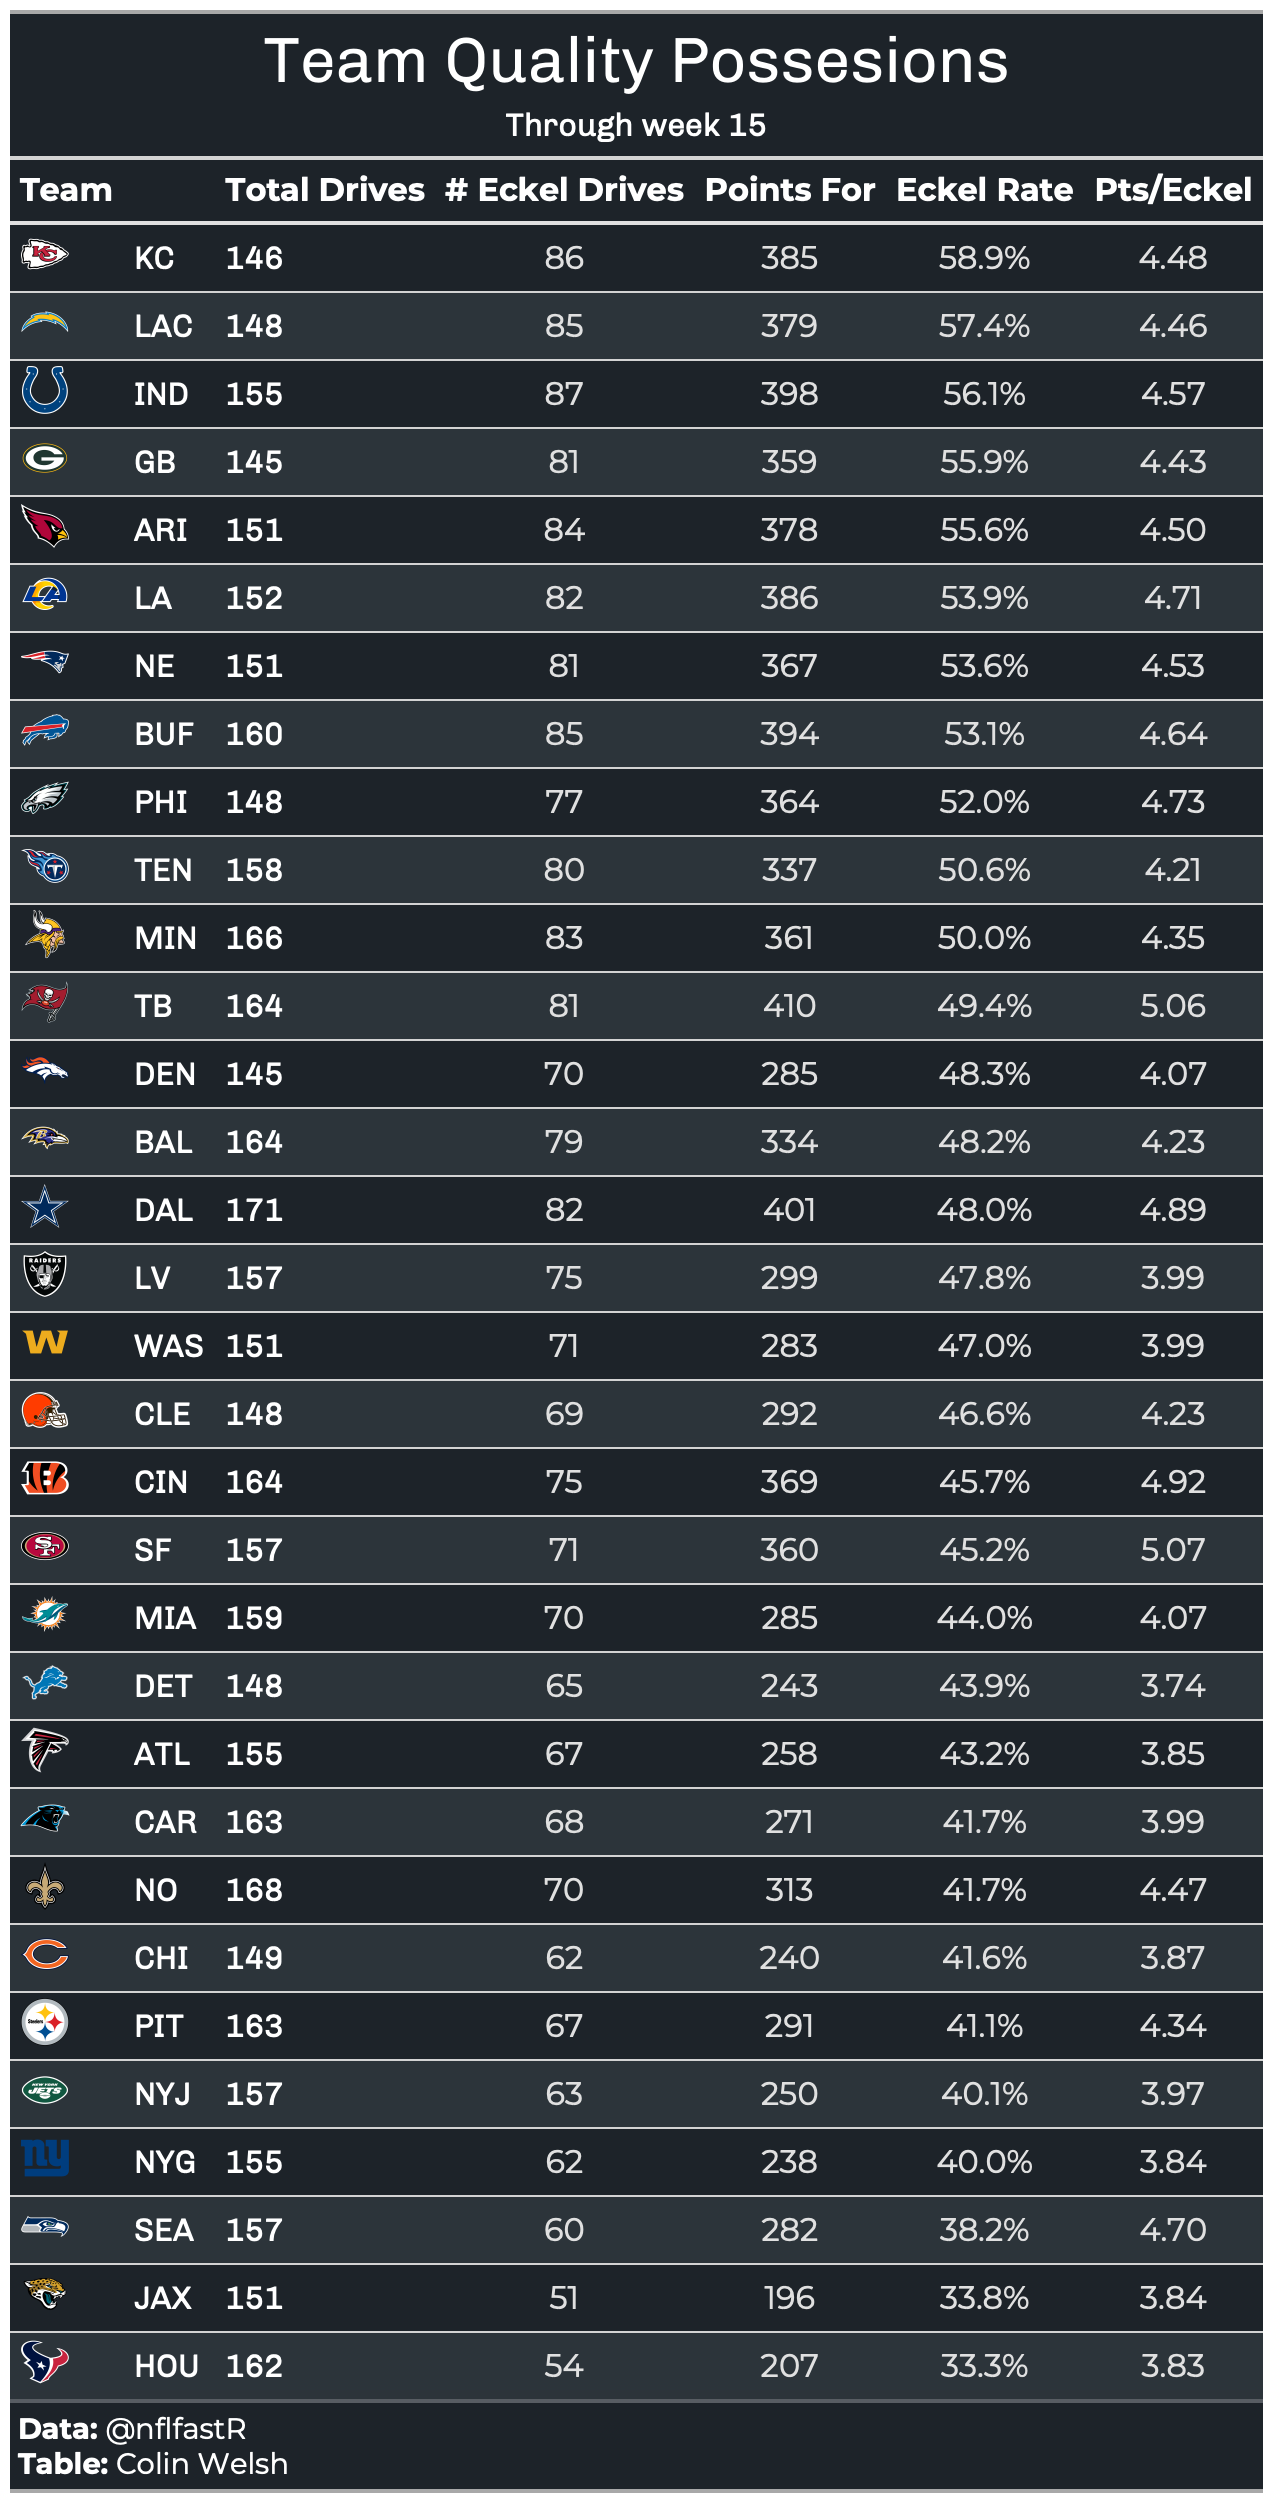 Team Quality Possesions
Through week 15
Team Total Drives # Eckel Drives Points For Eckel Rate Pts/Eckel
KC 146 86 385 58.9% 4.48
LAC 148 85 379 57.4% 4.46
IND 155 87 398 56.1% 4.57
GB 145 81 359 55.9% 4.43
ARI 151 84 378 55.6% 4.50
LA 152 82 386 53.9% 4.71
NE 151 81 367 53.6% 4.53
BUF 160 85 394 53.1% 4.64
PHI 148 77 364 52.0% 4.73
TEN 158 80 337 50.6% 4.21
MIN 166 83 361 50.0% 4.35
TB 164 81 410 49.4% 5.06
DEN 145 70 285 48.3% 4.07
BAL 164 79 334 48.2% 4.23
DAL 171 82 401 48.0% 4.89
RAIDERS LV 157 75 299 47.8% 3.99
WAS 151 71 283 47.0% 3.99
CLE 148 69 292 46.6% 4.23
CIN 164 75 369 45.7% 4.92
SF 157 71 360 45.2% 5.07
MIA 159 70 285 44.0% 4.07
DET 148 65 243 43.9% 3.74
ATL 155 67 258 43.2% 3.85
CAR 163 68 271 41.7% 3.99
NO 168 70 313 41.7% 4.47
CHI 149 62 240 41.6% 3.87
Steelers PIT 163 67 291 41.1% 4.34
NEW YORK JETS NYJ 157 63 250 40.1% 3.97
ny NYG 155 62 238 40.0% 3.84
SEA 157 60 282 38.2% 4.70
JAX 151 51 196 33.8% 3.84
HOU 162 54 207 33.3% 3.83
Data: @nflfastR
Table: Colin Welsh